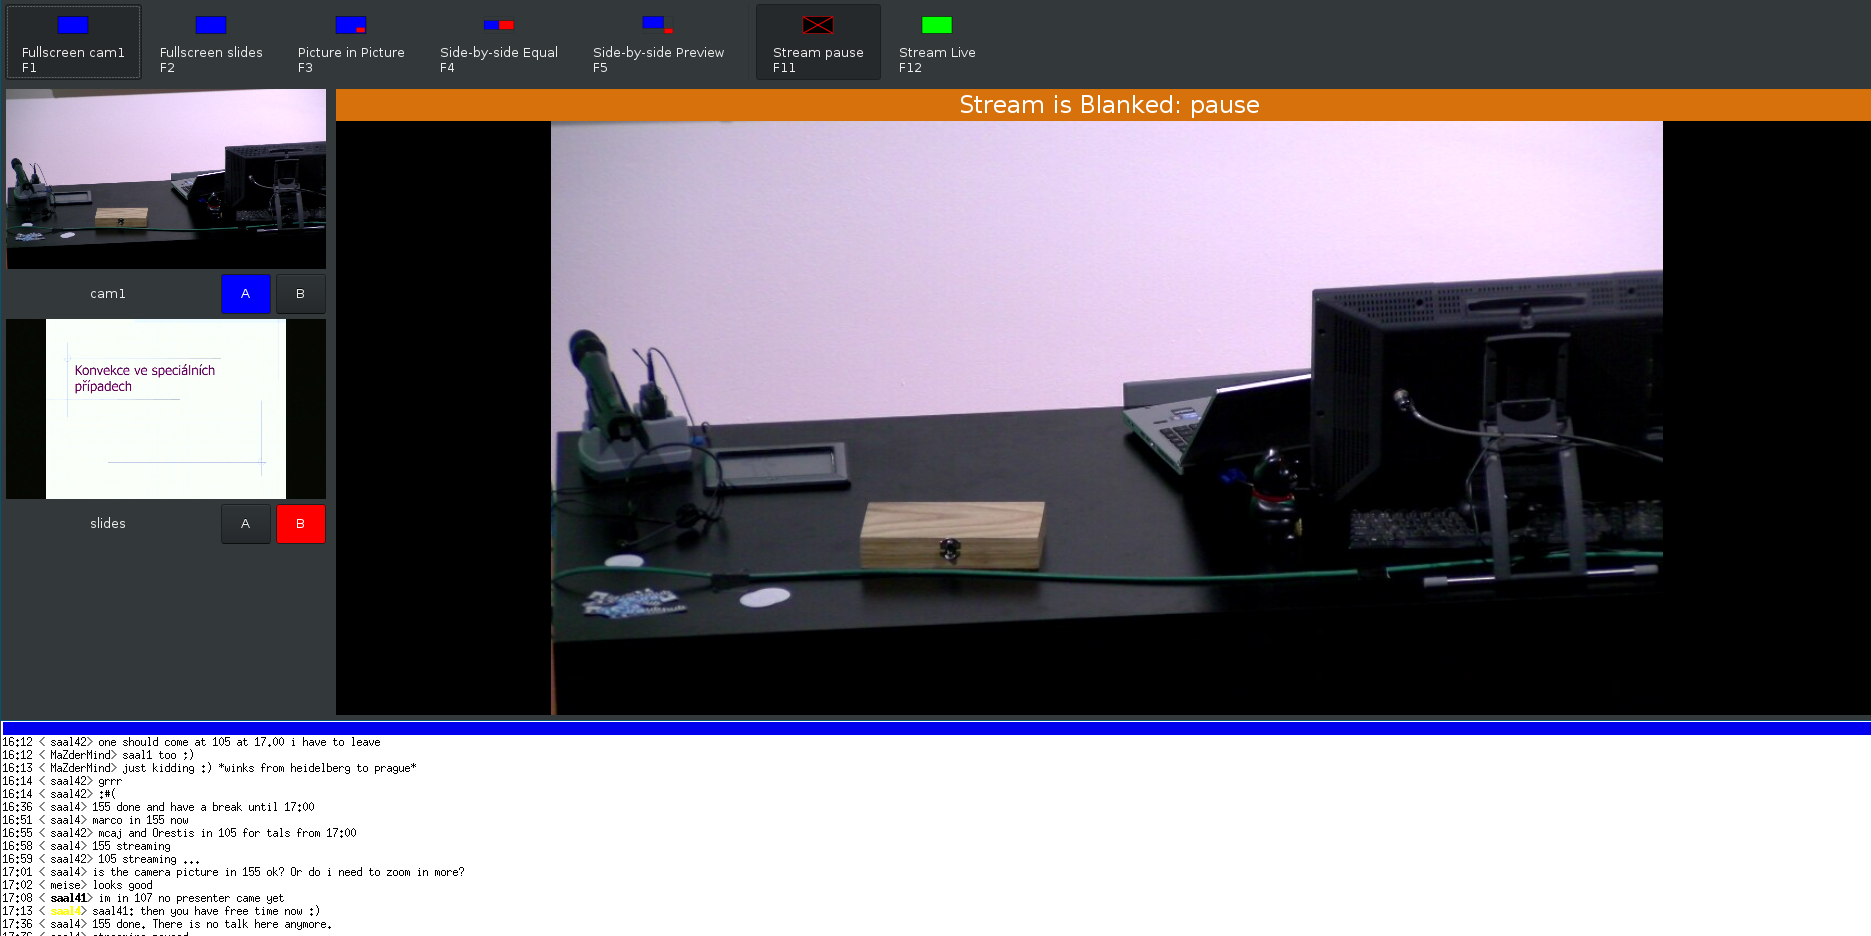 Fullscreen cam1
F1
Fullscreen slides
F2
Picture in Picture
F3
Side-by-side Equal
F4
Side-by-side Preview
F5
Stream pause
F11
Stream Live
F12
Stream is Blanked: pause
cam1 A B
Konvekce ve speciálních
případech
slides A B
16:12 < saal42> one should come at 105 at 17.00 i have to leave
16:12 < MaZderMind> saal1 too ;)
16:13 < MaZderMind> just kidding :) *winks from heidelberg to prague*
16:14 < saal42> grrr
16:14 < saal42> :#(
16:36 < saal4> 155 done and have a break until 17:00
16:51 < saal4> marco in 155 now
16:55 < saal42> mcaj and Orestis in 105 for tals from 17:00
16:58 < saal4> 155 streaming
16:59 < saal42> 105 streaming ...
17:01 < saal4> is the camera picture in 155 ok? Or do i need to zoom in more?
17:02 < meise> looks good
17:08 < saal41> im in 107 no presenter came yet
17:13 < saal4> saal41: then you have free time now :)
17:36 < saal4> 155 done. There is no talk here anymore.
17:36 < saal4> streaming paused